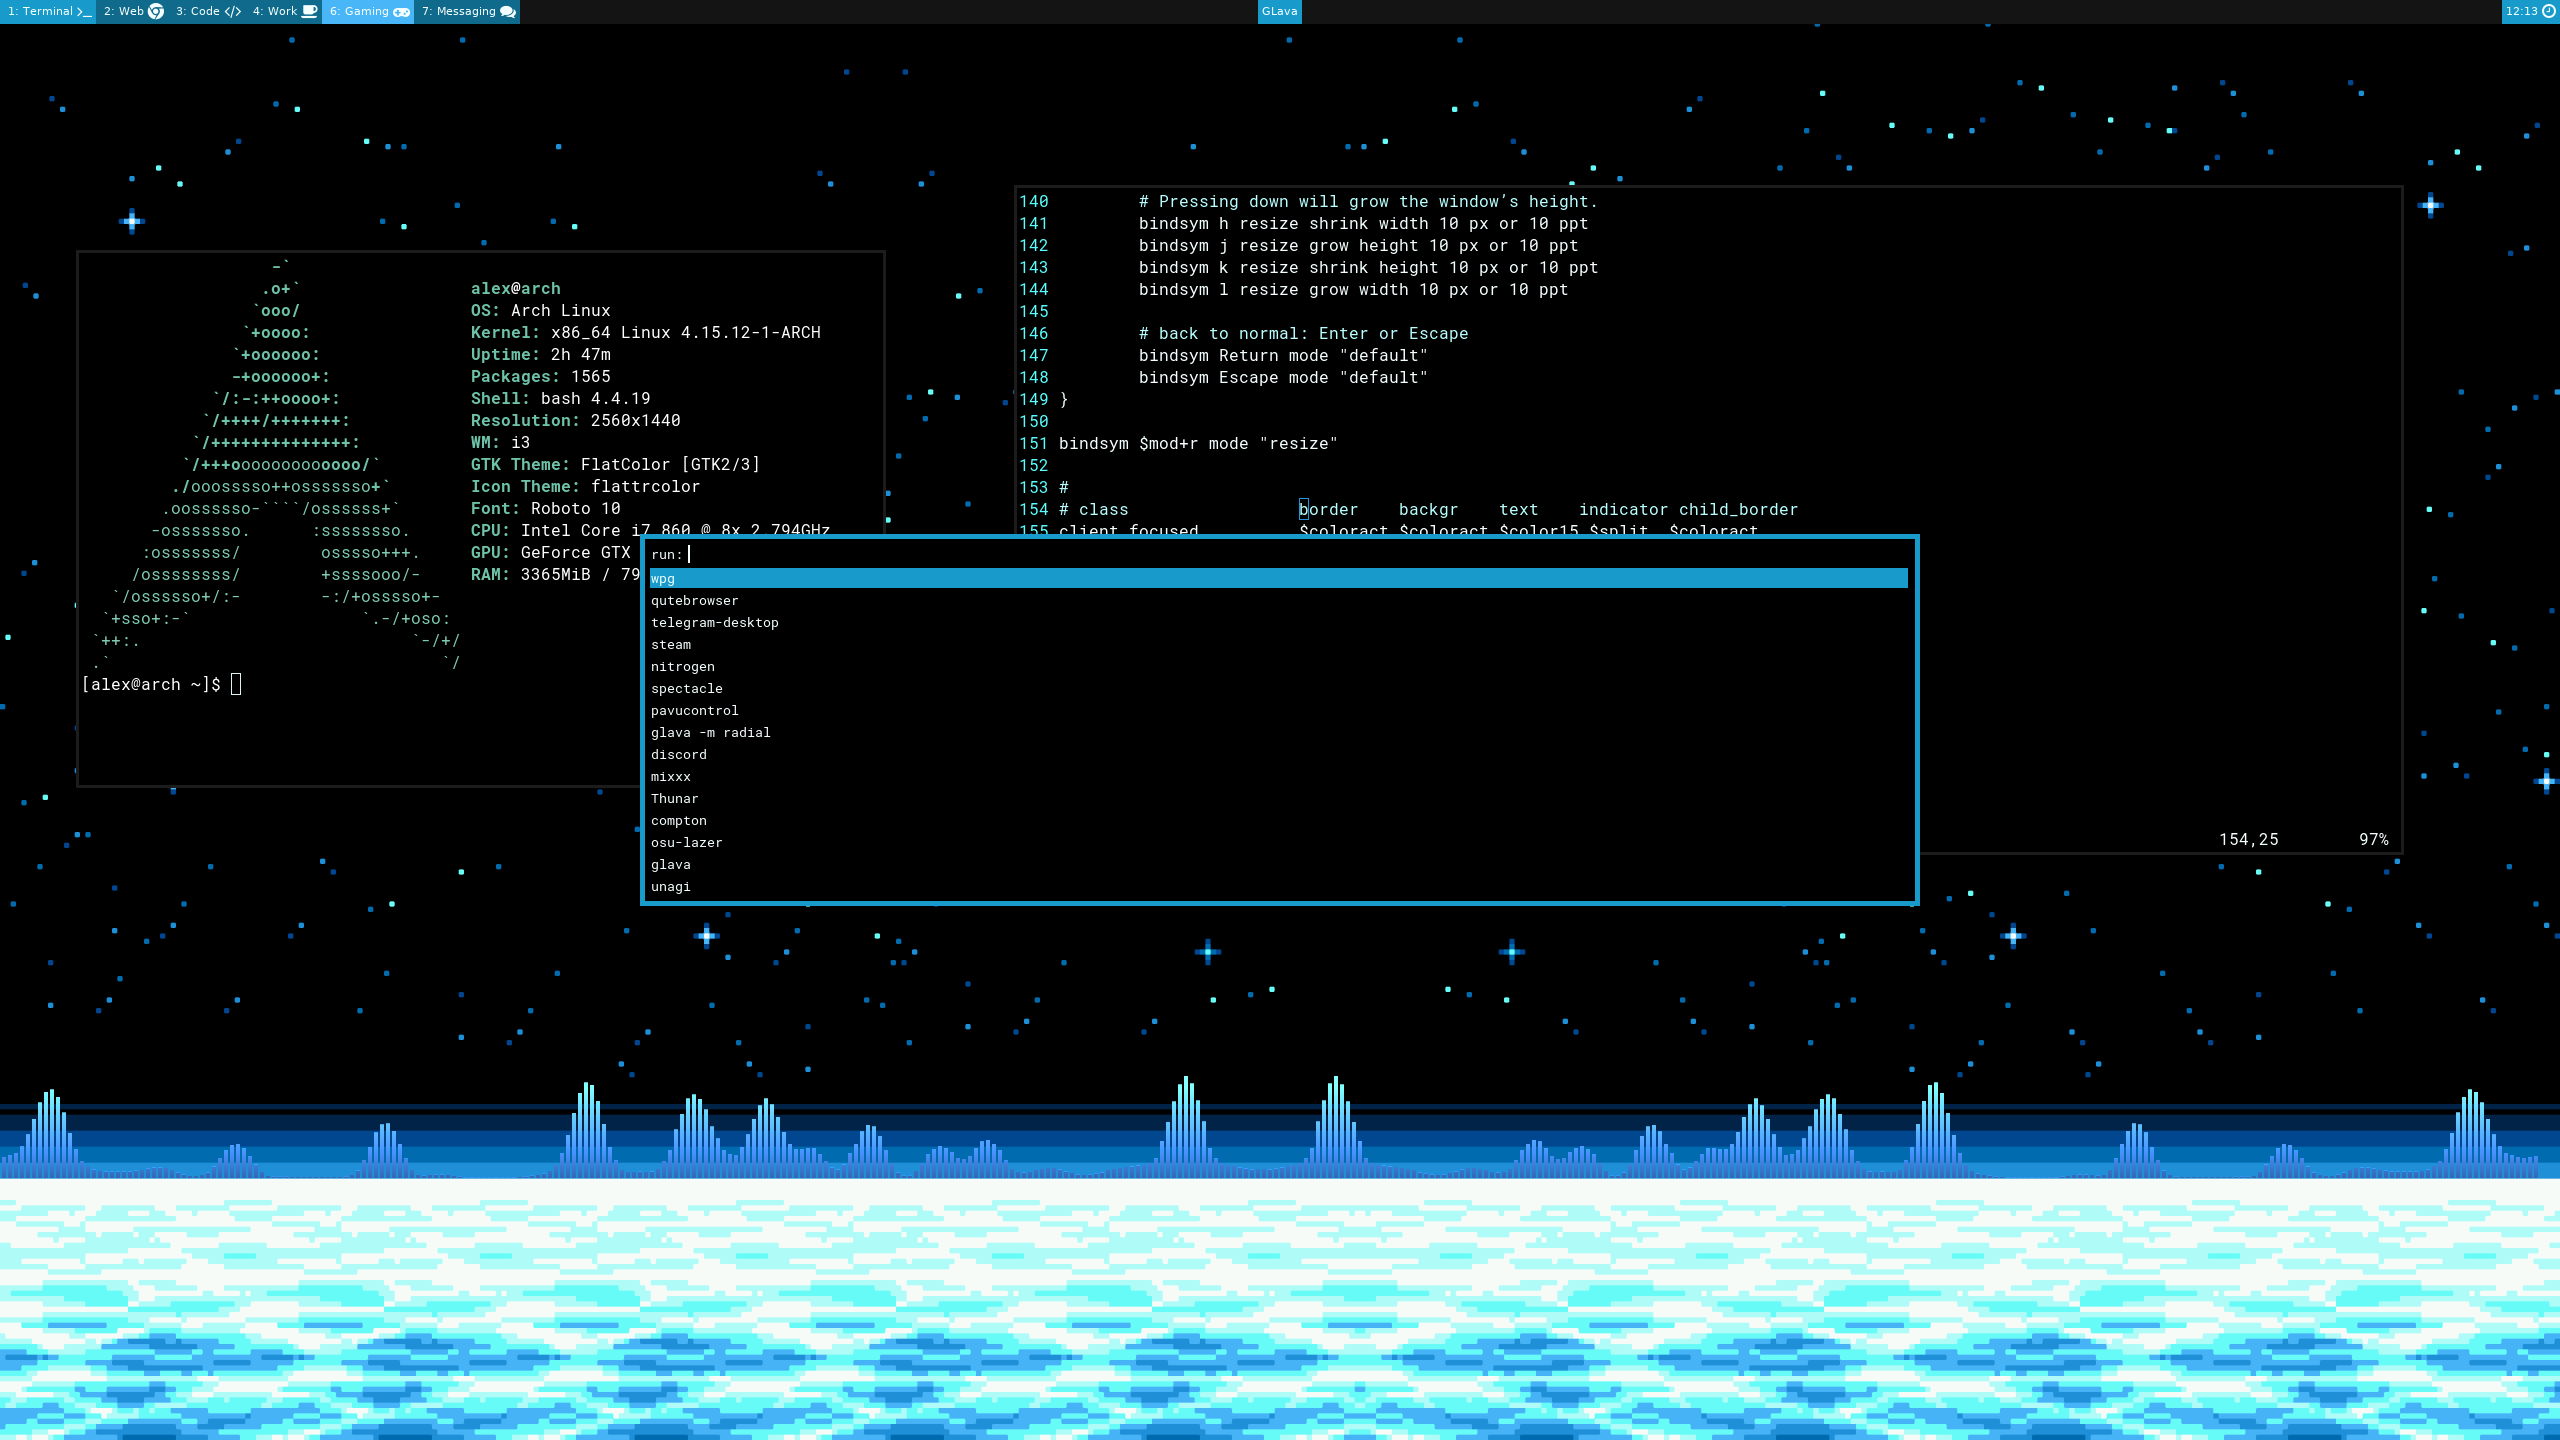 1: Terminal 2: Web 3: Code 4: Work 6: Gaming 7: Messaging GLava 12:13
-`
.o+`
`ooo/
`+oooo:
`+oooooo:
-+oooooo+:
`/:-:++oooo+:
`/++++/+++++++:
`/++++++++++++++:
`/+++ooooooooooooo/`
./ooosssso++osssssso+`
.oossssso-````/ossssss+`
-osssssso.      :ssssssso.
:osssssss/        osssso+++.
/ossssssss/        +ssssooo/-
`/ossssso+/:-        -:/+osssso+-
`+sso+:-`                 `.-/+oso:
`++:.                           `-/+/
.`                                 `/
alex@arch
OS: Arch Linux
Kernel: x86_64 Linux 4.15.12-1-ARCH
Uptime: 2h 47m
Packages: 1565
Shell: bash 4.4.19
Resolution: 2560x1440
WM: i3
GTK Theme: FlatColor [GTK2/3]
Icon Theme: flattrcolor
Font: Roboto 10
CPU: Intel Core i7 860 @ 8x 2.794GHz
GPU: GeForce GTX
RAM: 3365MiB / 79
[alex@arch ~]$
140         # Pressing down will grow the window’s height.
141         bindsym h resize shrink width 10 px or 10 ppt
142         bindsym j resize grow height 10 px or 10 ppt
143         bindsym k resize shrink height 10 px or 10 ppt
144         bindsym l resize grow width 10 px or 10 ppt
145
146         # back to normal: Enter or Escape
147         bindsym Return mode "default"
148         bindsym Escape mode "default"
149 }
150
151 bindsym $mod+r mode "resize"
152
153 #
154 # class                 border    backgr    text    indicator child_border
155 client.focused          $coloract $coloract $color15 $split  $coloract
154,25        97%
run:
wpg
qutebrowser
telegram-desktop
steam
nitrogen
spectacle
pavucontrol
glava -m radial
discord
mixxx
Thunar
compton
osu-lazer
glava
unagi